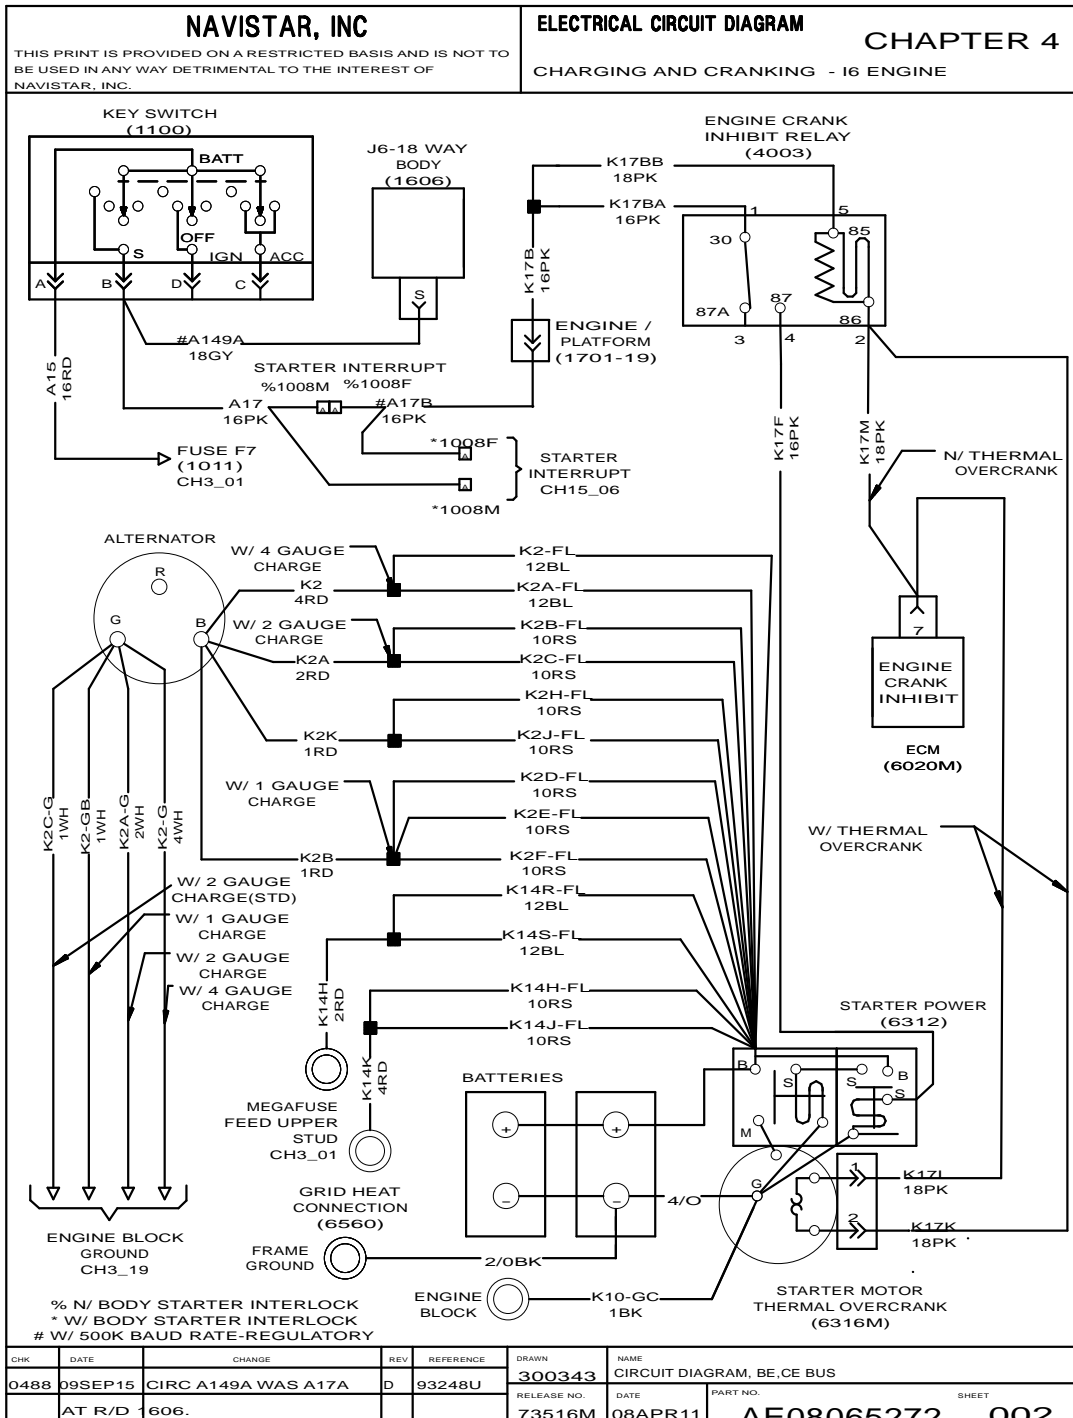 NAVISTAR, INC
THIS PRINT IS PROVIDED ON A RESTRICTED BASIS AND IS NOT TO
BE USED IN ANY WAY DETRIMENTAL TO THE INTEREST OF
NAVISTAR, INC.
ELECTRICAL CIRCUIT DIAGRAM
CHAPTER 4
CHARGING AND CRANKING - I6 ENGINE
KEY SWITCH
(1100)
BATT
OFF
S
IGN
ACC
A
B
D
C
J6-18 WAY
BODY
(1606)
S
ENGINE CRANK
INHIBIT RELAY
(4003)
K17BB
18PK
K17BA
16PK
K17B
16PK
1
5
30
85
87A
87
86
3
4
2
ENGINE /
PLATFORM
(1701-19)
#A149A
18GY
A15
16RD
STARTER INTERRUPT
%1008M
%1008F
A A
A17
16PK
#A17B
16PK
*1008F
A
A
*1008M
STARTER
INTERRUPT
CH15_06
FUSE F7
(1011)
CH3_01
K17F
16PK
K17M
18PK
N/ THERMAL
OVERCRANK
7
ENGINE
CRANK
INHIBIT
ECM
(6020M)
W/ THERMAL
OVERCRANK
ALTERNATOR
R
G
B
W/ 4 GAUGE
CHARGE
K2
4RD
W/ 2 GAUGE
CHARGE
K2A
2RD
K2K
1RD
W/ 1 GAUGE
CHARGE
K2B
1RD
K2-FL
12BL
K2A-FL
12BL
K2B-FL
10RS
K2C-FL
10RS
K2H-FL
10RS
K2J-FL
10RS
K2D-FL
10RS
K2E-FL
10RS
K2F-FL
10RS
K14R-FL
12BL
K14S-FL
12BL
K14H-FL
10RS
K14J-FL
10RS
K2C-G
1WH
K2-GB
1WH
K2A-G
2WH
K2-G
4WH
W/ 2 GAUGE
CHARGE(STD)
W/ 1 GAUGE
CHARGE
W/ 2 GAUGE
CHARGE
W/ 4 GAUGE
CHARGE
K14H
2RD
K14K
4RD
MEGAFUSE
FEED UPPER
STUD
CH3_01
GRID HEAT
CONNECTION
(6560)
BATTERIES
+
+
-
-
4/O
2/0BK
STARTER POWER
(6312)
B
S
S
B
S
M
G
1
2
K17L
18PK
K17K
18PK
ENGINE BLOCK
GROUND
CH3_19
FRAME
GROUND
ENGINE
BLOCK
K10-GC
1BK
STARTER MOTOR
THERMAL OVERCRANK
(6316M)
% N/ BODY STARTER INTERLOCK
* W/ BODY STARTER INTERLOCK
# W/ 500K BAUD RATE-REGULATORY
CHK DATE CHANGE REV REFERENCE
0488 09SEP15 CIRC A149A WAS A17A D 93248U
AT R/D 1606.
DRAWN
300343
NAME
CIRCUIT DIAGRAM, BE,CE BUS
RELEASE NO.
73516M
DATE
08APR11
PART NO.
AE08065272
SHEET
002